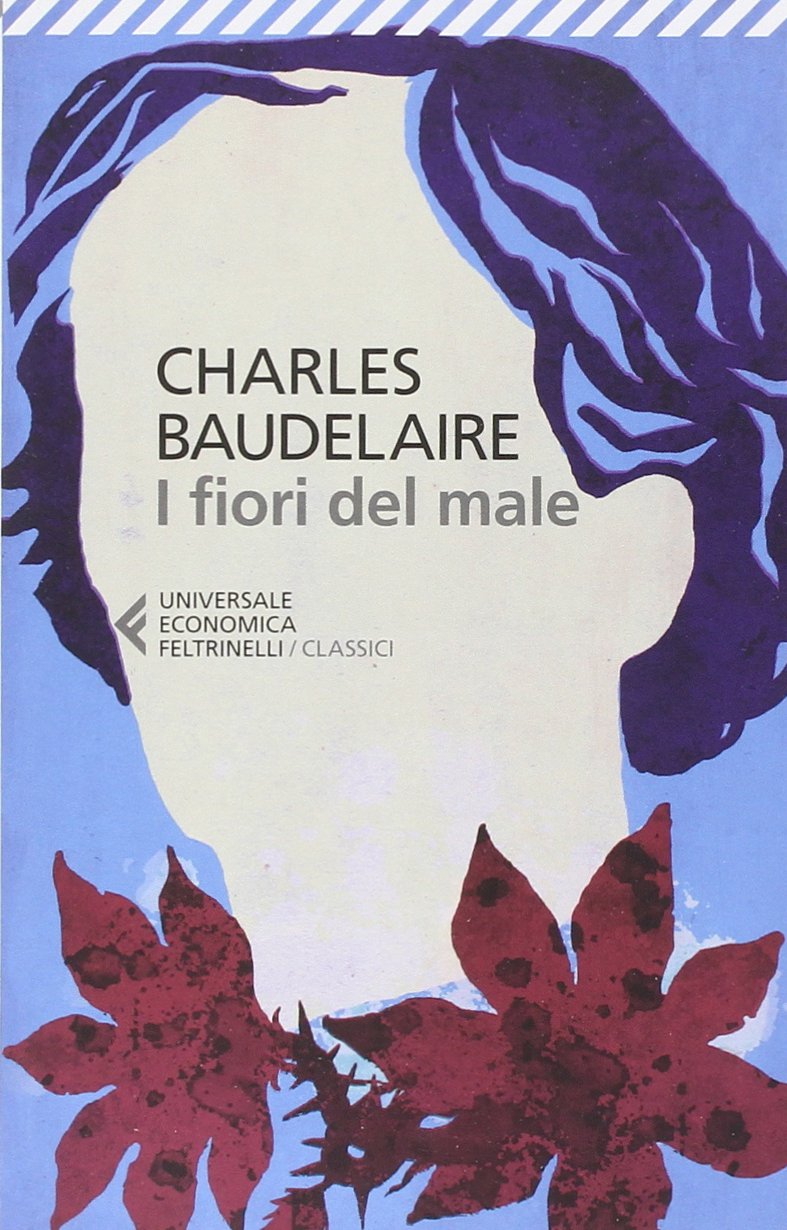 CHARLES
BAUDELAIRE
I fiori del male
UNIVERSALE
ECONOMICA
FELTRINELLI / CLASSICI